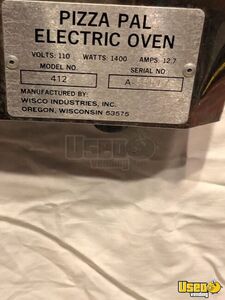 PIZZA PAL
ELECTRIC OVEN
VOLTS: 110 WATTS: 1400 AMPS: 12.7
MODEL NO. SERIAL NO.
412 A
MANUFACTURED BY:
WISCO INDUSTRIES, INC.
OREGON, WISCONSIN 53575
Used
vending